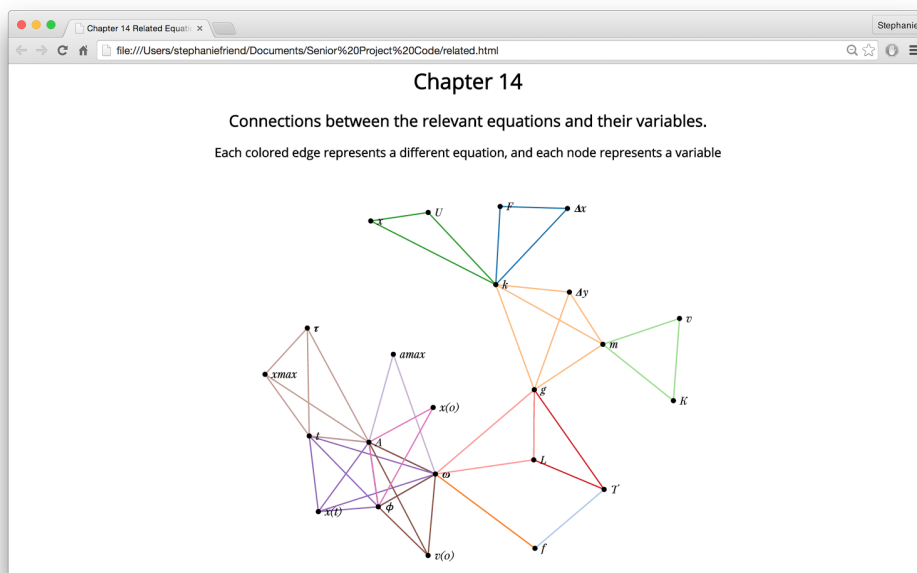 Chapter 14 Related Equati
Stephanie
file:///Users/stephaniefriend/Documents/Senior%20Project%20Code/related.html
Chapter 14
Connections between the relevant equations and their variables.
Each colored edge represents a different equation, and each node represents a variable
x
U
F
Δx
k
Δy
v
m
τ
amax
xmax
g
K
x(o)
t
A
L
ω
T
x(t)
ϕ
f
v(o)